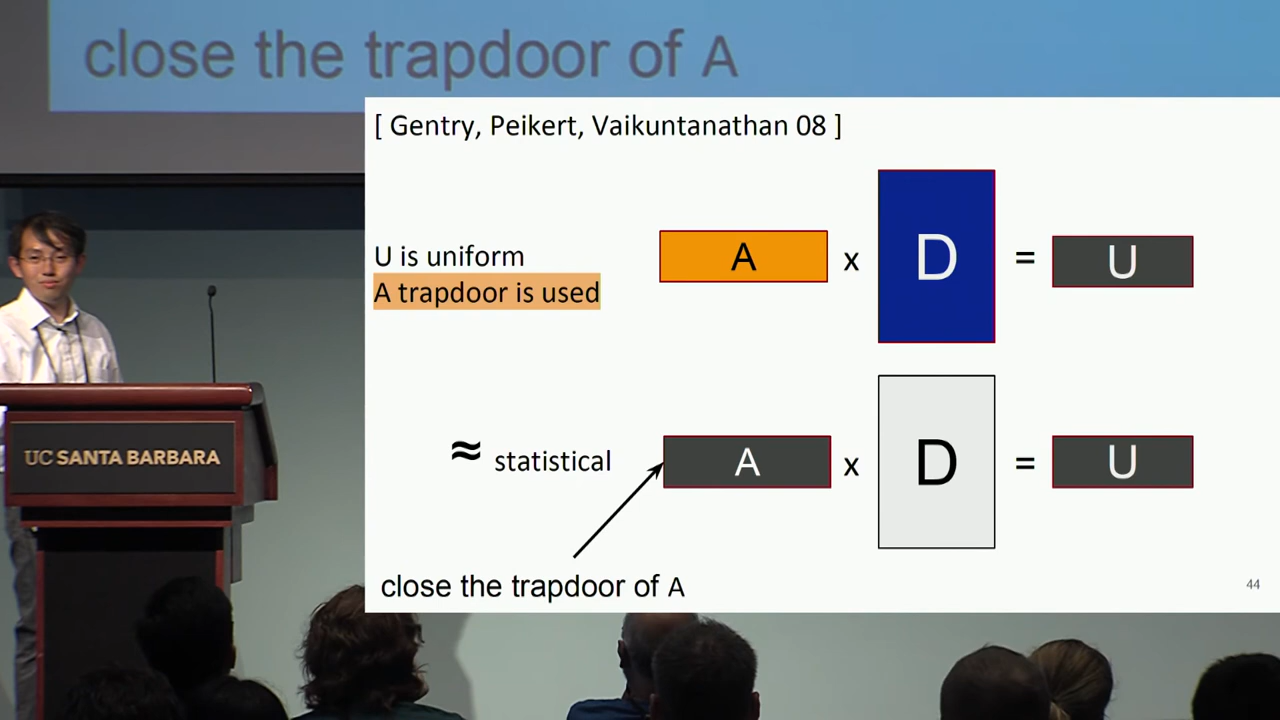 close the trapdoor of A
[ Gentry, Peikert, Vaikuntanathan 08 ]
U is uniform
A trapdoor is used
A x D = U
≈ statistical
A x D = U
close the trapdoor of A
44
UC SANTA BARBARA